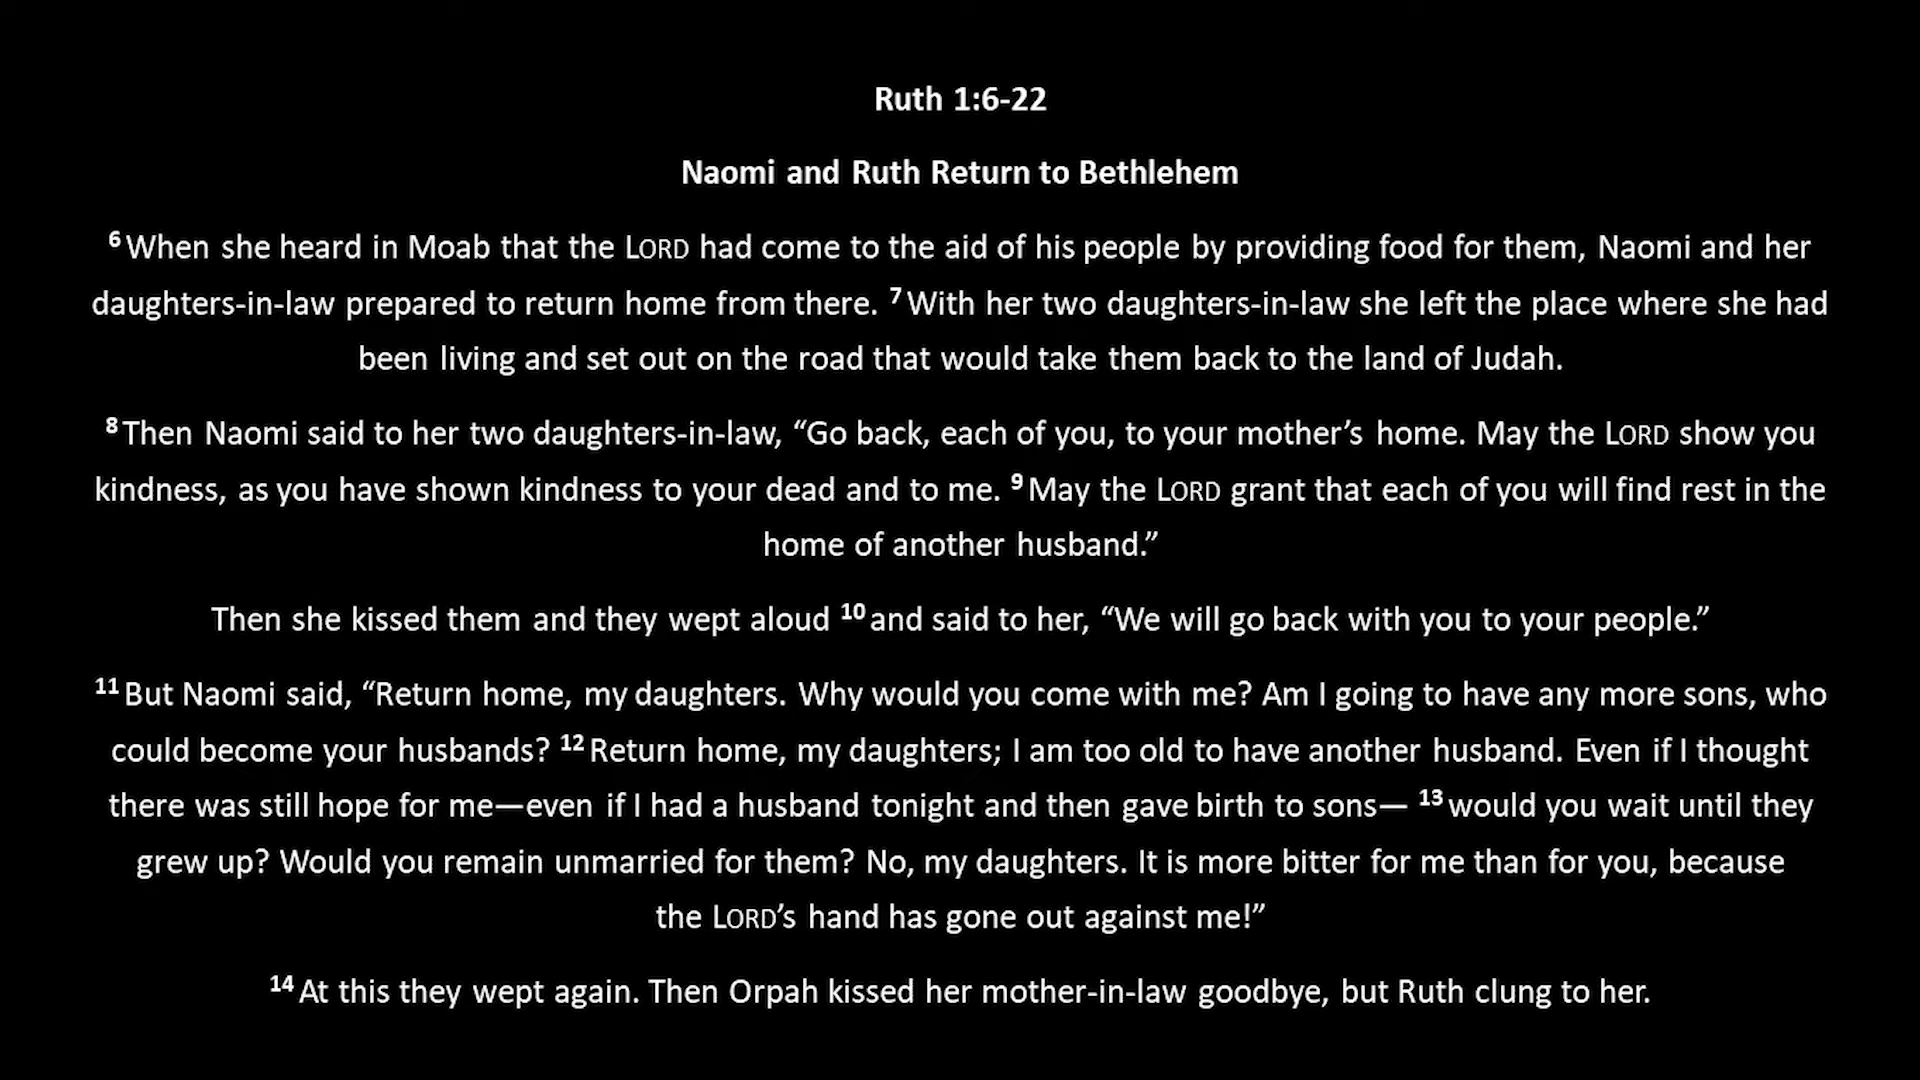 Ruth 1:6-22
Naomi and Ruth Return to Bethlehem
6 When she heard in Moab that the LORD had come to the aid of his people by providing food for them, Naomi and her
daughters-in-law prepared to return home from there. 7 With her two daughters-in-law she left the place where she had
been living and set out on the road that would take them back to the land of Judah.
8 Then Naomi said to her two daughters-in-law, “Go back, each of you, to your mother’s home. May the LORD show you
kindness, as you have shown kindness to your dead and to me. 9 May the LORD grant that each of you will find rest in the
home of another husband.”
Then she kissed them and they wept aloud 10 and said to her, “We will go back with you to your people.”
11 But Naomi said, “Return home, my daughters. Why would you come with me? Am I going to have any more sons, who
could become your husbands? 12 Return home, my daughters; I am too old to have another husband. Even if I thought
there was still hope for me—even if I had a husband tonight and then gave birth to sons— 13 would you wait until they
grew up? Would you remain unmarried for them? No, my daughters. It is more bitter for me than for you, because
the LORD’s hand has gone out against me!”
14 At this they wept again. Then Orpah kissed her mother-in-law goodbye, but Ruth clung to her.